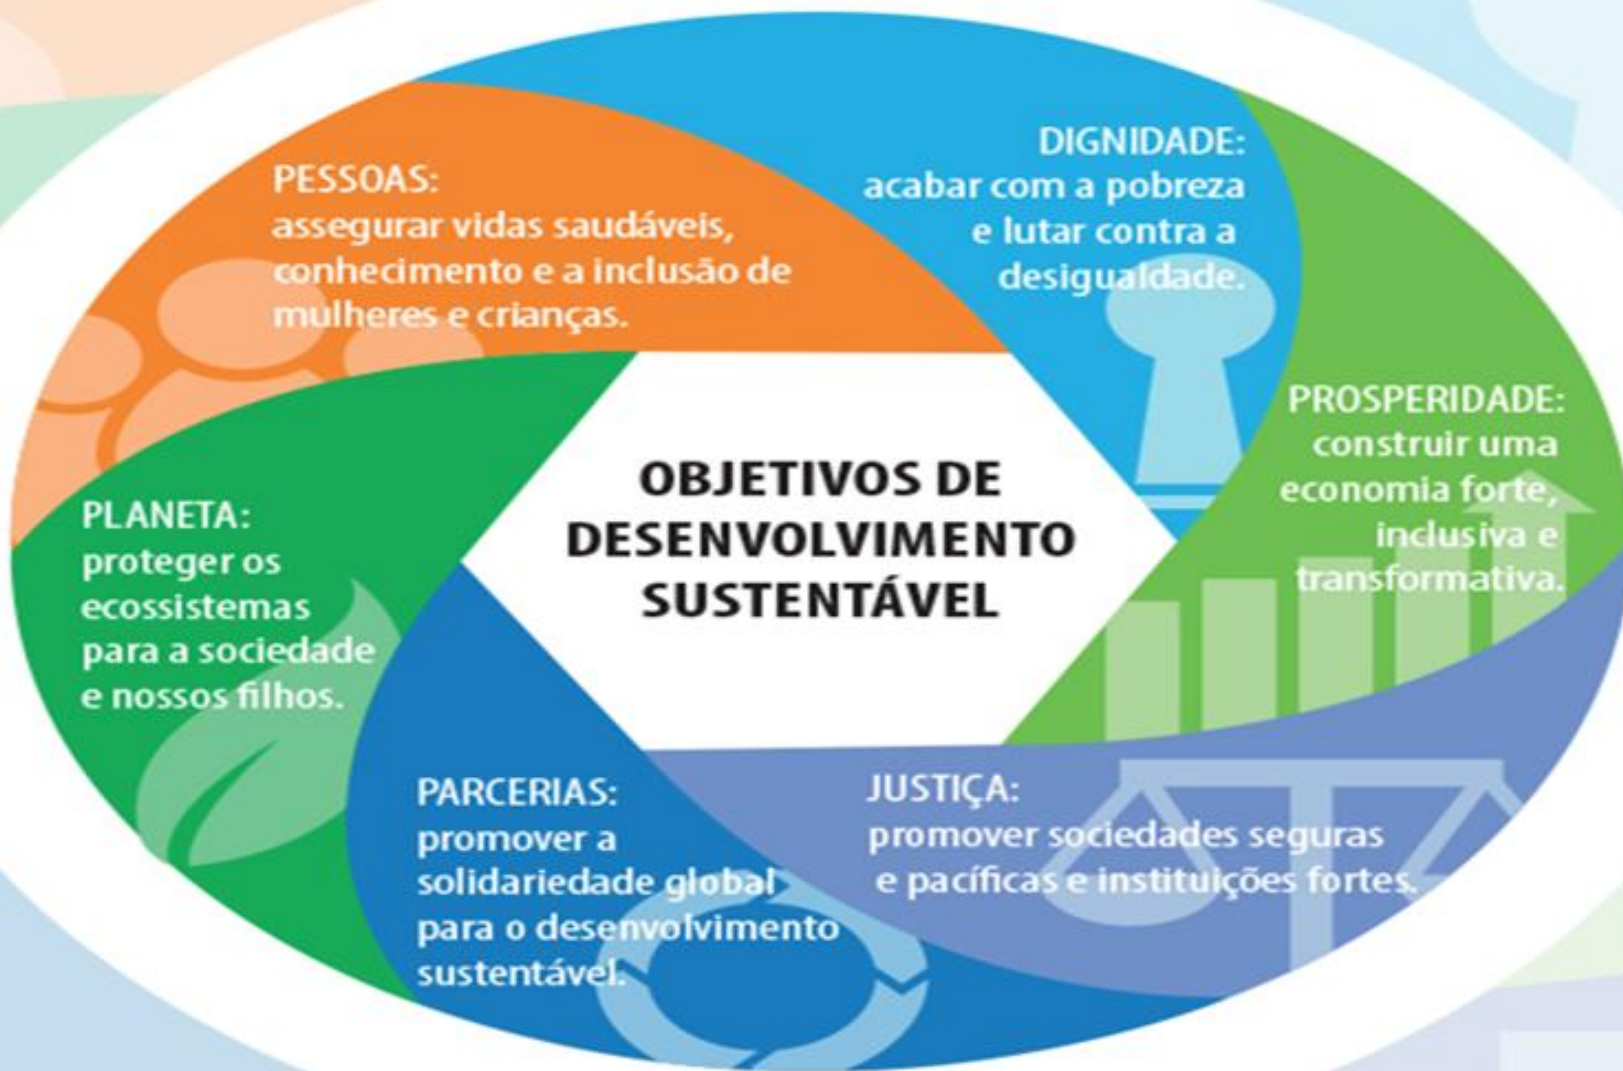 OBJETIVOS DE
DESENVOLVIMENTO
SUSTENTÁVEL
DIGNIDADE:
acabar com a pobreza
e lutar contra a
desigualdade.
PROSPERIDADE:
construir uma
economia forte,
inclusiva e
transformativa.
JUSTIÇA:
promover sociedades seguras
e pacíficas e instituições fortes.
PARCERIAS:
promover a
solidariedade global
para o desenvolvimento
sustentável.
PLANETA:
proteger os
ecossistemas
para a sociedade
e nossos filhos.
PESSOAS:
assegurar vidas saudáveis,
conhecimento e a inclusão de
mulheres e crianças.